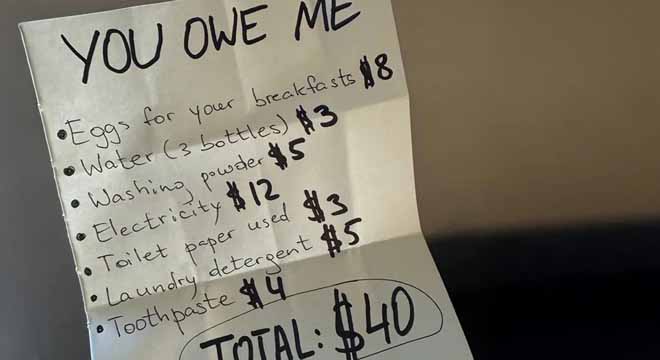 YOU OWE ME
• Eggs for your breakfasts $8
• Water (3 bottles) $3
• Washing powder $5
• Electricity $12
• Toilet paper used $3
• Laundry detergent $5
• Toothpaste $4
TOTAL: $40